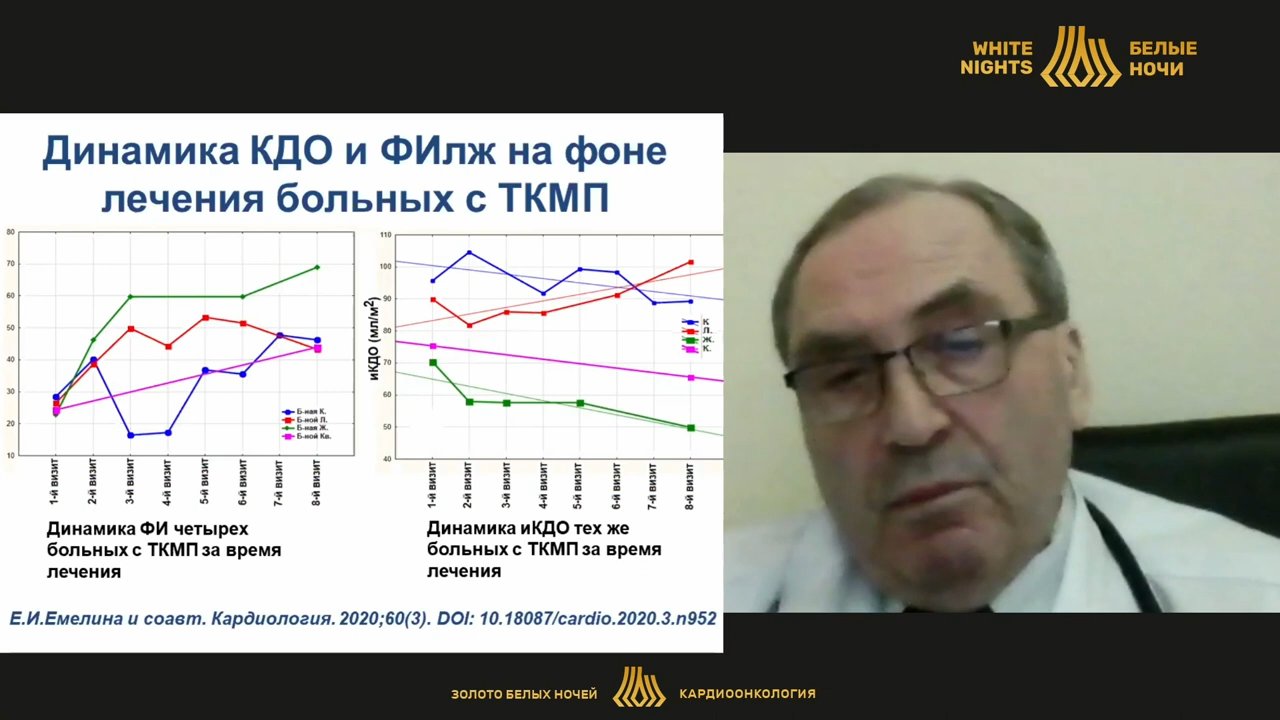 WHITE
NIGHTS
БЕЛЫЕ
НОЧИ
Динамика КДО и ФИлж на фоне
лечения больных с ТКМП
80
70
60
50
40
30
20
10
1-й визит
2-й визит
3-й визит
4-й визит
5-й визит
6-й визит
7-й визит
8-й визит
Б-ная К.
Б-ной Л.
Б-ная Ж.
Б-ной Кв.
иКДО (мл/м2)
110
100
90
80
70
60
50
40
1-й визит
2-й визит
3-й визит
4-й визит
5-й визит
6-й визит
7-й визит
8-й визит
К
Л.
Ж.
К.
Динамика ФИ четырех
больных с ТКМП за время
лечения
Динамика иКДО тех же
больных с ТКМП за время
лечения
Е.И.Емелина и соавт. Кардиология. 2020;60(3). DOI: 10.18087/cardio.2020.3.n952
ЗОЛОТО БЕЛЫХ НОЧЕЙ
КАРДИООНКОЛОГИЯ